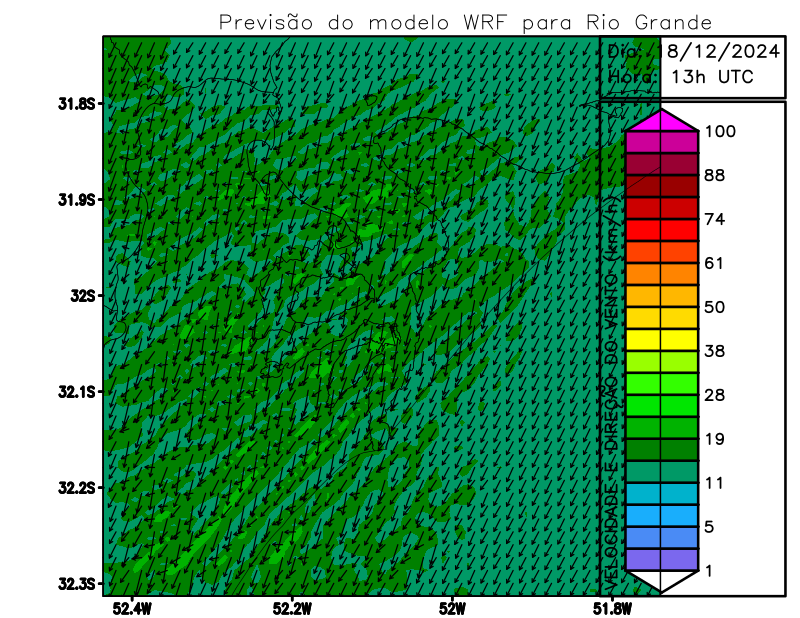 Previsão do modelo WRF para Rio Grande
Dia: 18/12/2024
Hora: 13h UTC
31.8S
31.9S
32S
32.1S
32.2S
32.3S
52.4W
52.2W
52W
51.8W
VELOCIDADE E DIREÇÃO DO VENTO (km/h)
100
88
74
61
50
38
28
19
11
5
1